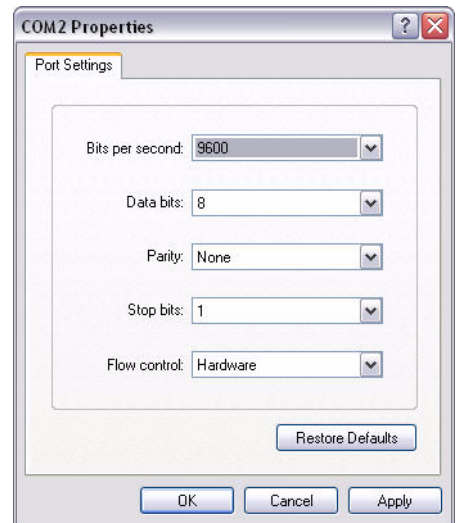 COM2 Properties
Port Settings
Bits per second: 9600
Data bits: 8
Parity: None
Stop bits: 1
Flow control: Hardware
Restore Defaults
OK Cancel Apply